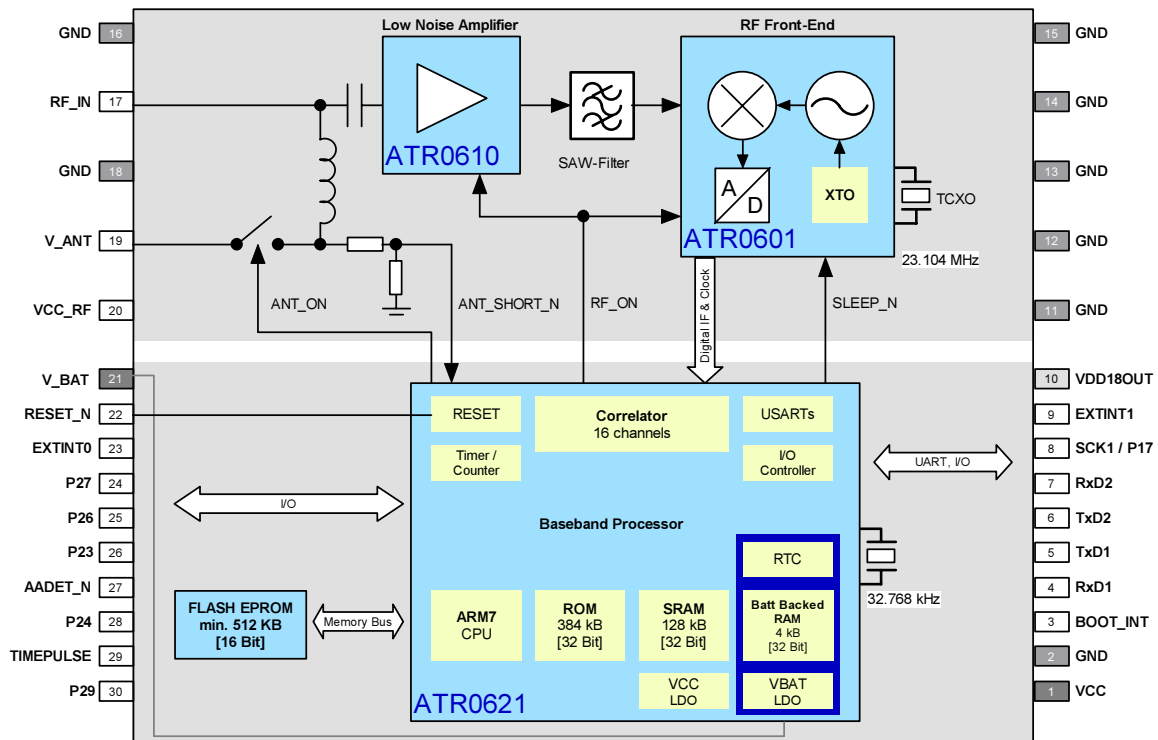 Low Noise Amplifier
RF Front-End
GND 16
15 GND
RF_IN 17
14 GND
SAW-Filter
ATR0610
GND 18
13 GND
A
D
XTO
TCXO
V_ANT 19
12 GND
ATR0601
23.104 MHz
VCC_RF 20
11 GND
ANT_ON
ANT_SHORT_N
RF_ON
SLEEP_N
Digital IF & Clock
V_BAT 21
10 VDD18OUT
RESET_N 22
9 EXTINT1
RESET
Correlator
16 channels
USARTs
EXTINT0 23
8 SCK1 / P17
Timer /
Counter
I/O
Controller
UART, I/O
P27 24
7 RxD2
I/O
P26 25
6 TxD2
Baseband Processor
P23 26
5 TxD1
RTC
AADET_N 27
4 RxD1
32.768 kHz
FLASH EPROM
min. 512 KB
[16 Bit]
Memory Bus
ARM7
CPU
ROM
384 kB
[32 Bit]
SRAM
128 kB
[32 Bit]
Batt Backed
RAM
4 kB
[32 Bit]
P24 28
3 BOOT_INT
TIMEPULSE 29
2 GND
P29 30
1 VCC
VCC
LDO
VBAT
LDO
ATR0621